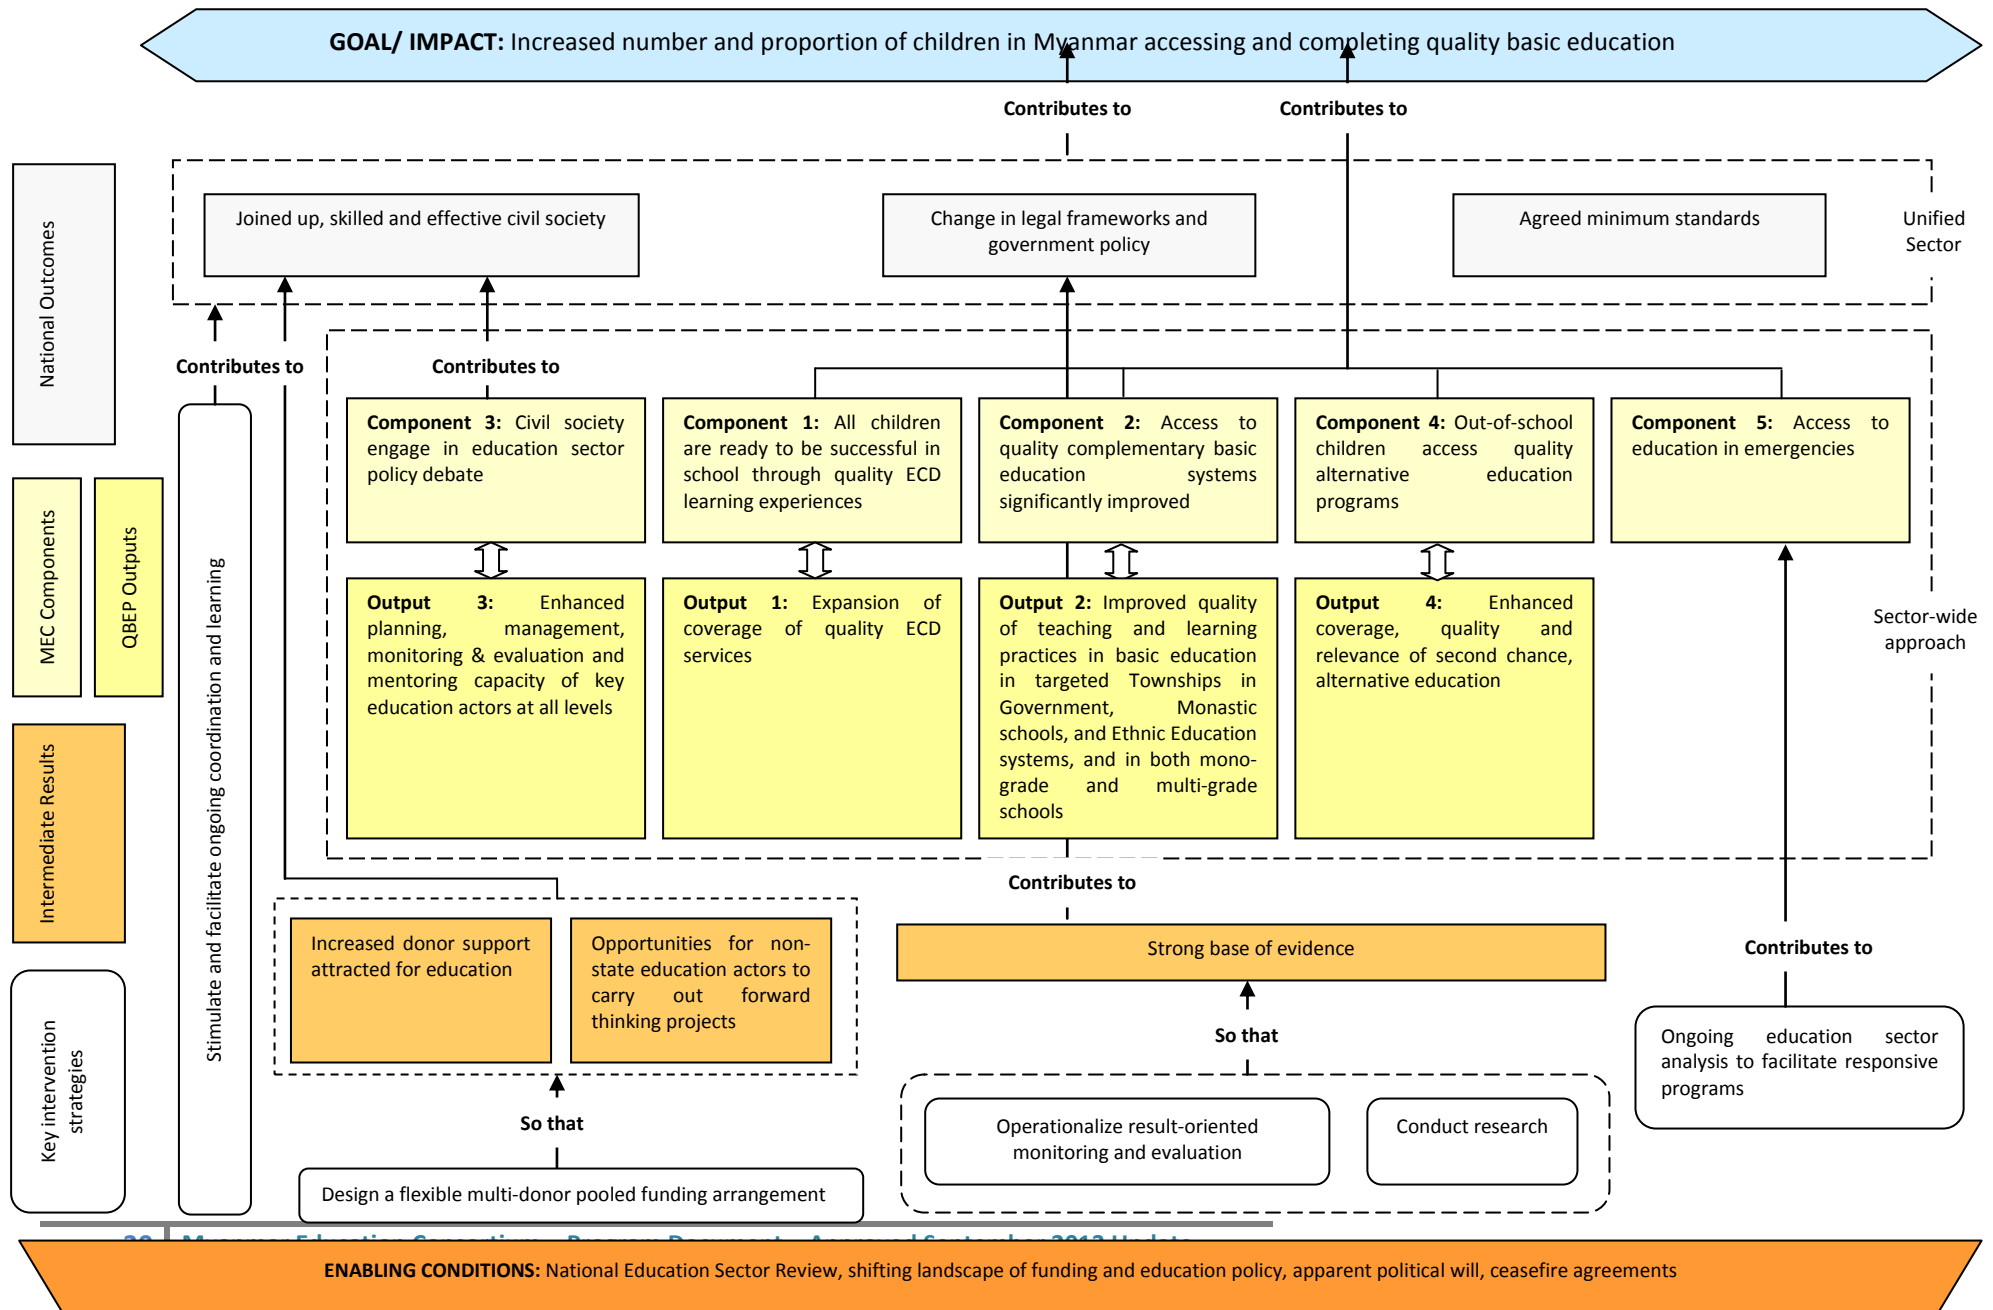 GOAL/ IMPACT: Increased number and proportion of children in Myanmar accessing and completing quality basic education
Contributes to
Contributes to
National Outcomes
Joined up, skilled and effective civil society
Change in legal frameworks and
government policy
Agreed minimum standards
Unified
Sector
Contributes to
Contributes to
MEC Components
QBEP Outputs
Stimulate and facilitate ongoing coordination and learning
Component 3: Civil society
engage in education sector
policy debate
Component 1: All children
are ready to be successful in
school through quality ECD
learning experiences
Component 2: Access to
quality complementary basic
education systems
significantly improved
Component 4: Out-of-school
children access quality
alternative education
programs
Component 5: Access to
education in emergencies
Output 3: Enhanced
planning, management,
monitoring & evaluation and
mentoring capacity of key
education actors at all levels
Output 1: Expansion of
coverage of quality ECD
services
Output 2: Improved quality
of teaching and learning
practices in basic education
in targeted Townships in
Government, Monastic
schools, and Ethnic Education
systems, and in both mono-
grade and multi-grade
schools
Output 4: Enhanced
coverage, quality and
relevance of second chance,
alternative education
Sector-wide
approach
Intermediate Results
Contributes to
Increased donor support
attracted for education
Opportunities for non-
state education actors to
carry out forward
thinking projects
Strong base of evidence
Contributes to
Key intervention
strategies
So that
So that
Ongoing education sector
analysis to facilitate responsive
programs
Operationalize result-oriented
monitoring and evaluation
Conduct research
Design a flexible multi-donor pooled funding arrangement
Myanmar Education Consortium – Program Document – Approved September 2012 Update
ENABLING CONDITIONS: National Education Sector Review, shifting landscape of funding and education policy, apparent political will, ceasefire agreements